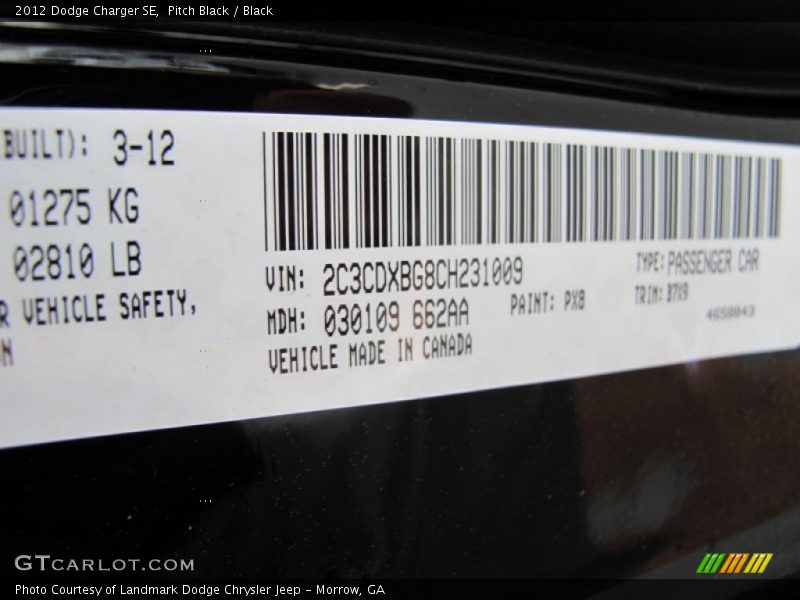 2012 Dodge Charger SE, Pitch Black / Black
BUILT): 3-12
01275 KG
02810 LB
R VEHICLE SAFETY,
N
VIN: 2C3CDXBG8CH231009
MDH: 030109 662AA
PAINT: PX8
VEHICLE MADE IN CANADA
TYPE: PASSENGER CAR
TRIM: B7X9
4650043
GTcarlot.com
Photo Courtesy of Landmark Dodge Chrysler Jeep - Morrow, GA